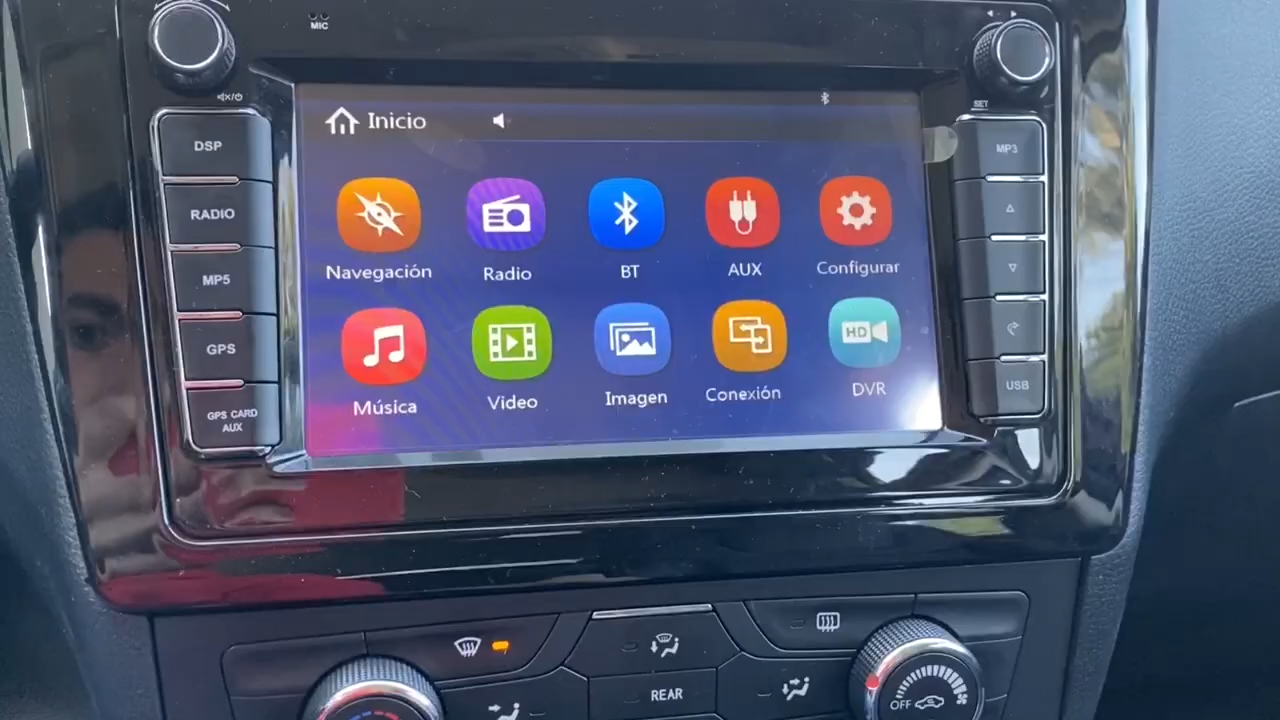 MIC
DSP
RADIO
MP5
GPS
GPS CARD
AUX
Inicio
Navegación
Radio
BT
AUX
Configurar
Música
Video
Imagen
Conexión
HD
DVR
SET
MP3
USB
REAR
OFF